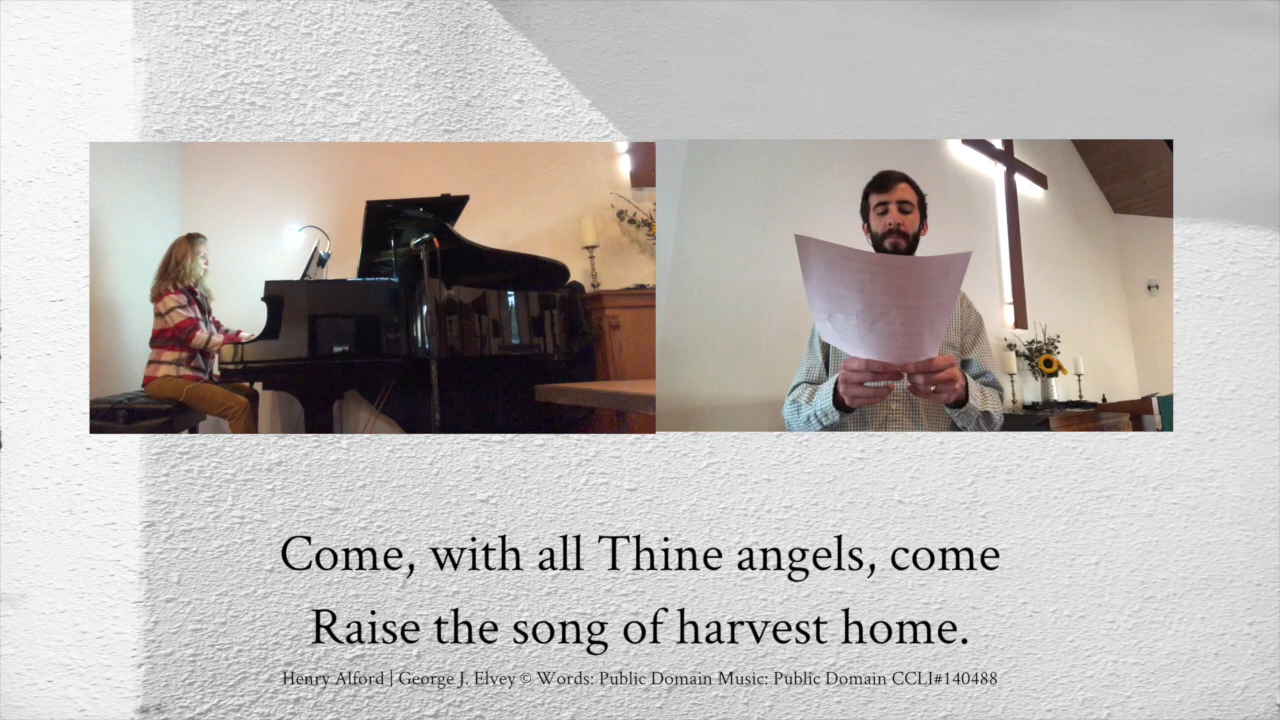 Come, with all Thine angels, come
Raise the song of harvest home.
Henry Alford | George J. Elvey © Words: Public Domain Music: Public Domain CCLI#140488